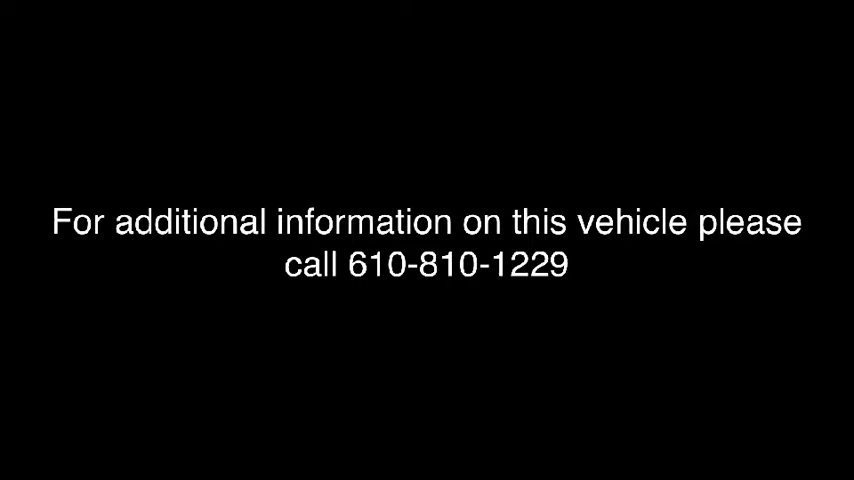 For additional information on this vehicle please
call 610-810-1229